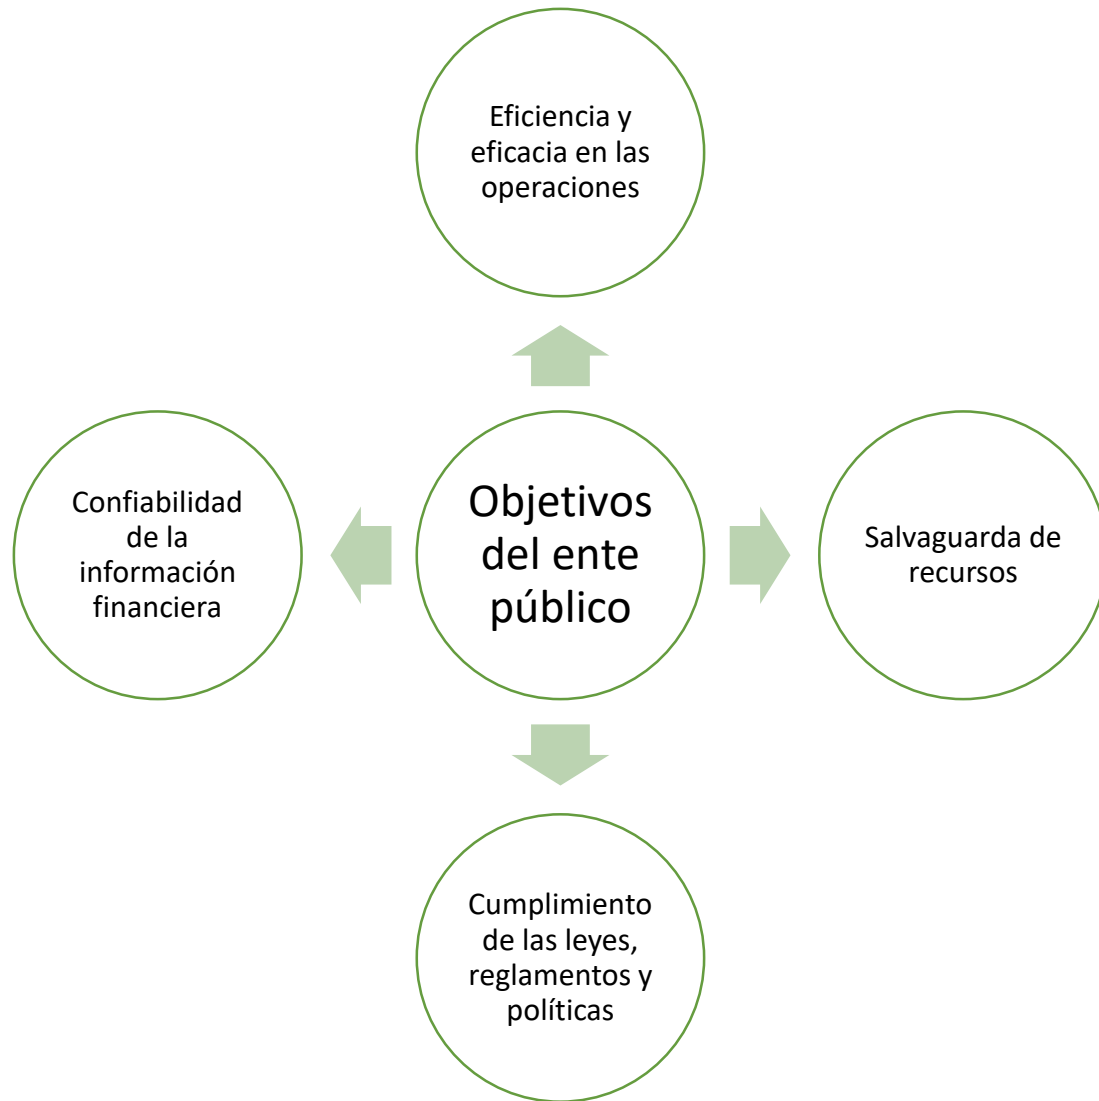 Eficiencia y
eficacia en las
operaciones
Confiabilidad
de la
información
financiera
Objetivos
del ente
público
Salvaguarda de
recursos
Cumplimiento
de las leyes,
reglamentos y
políticas